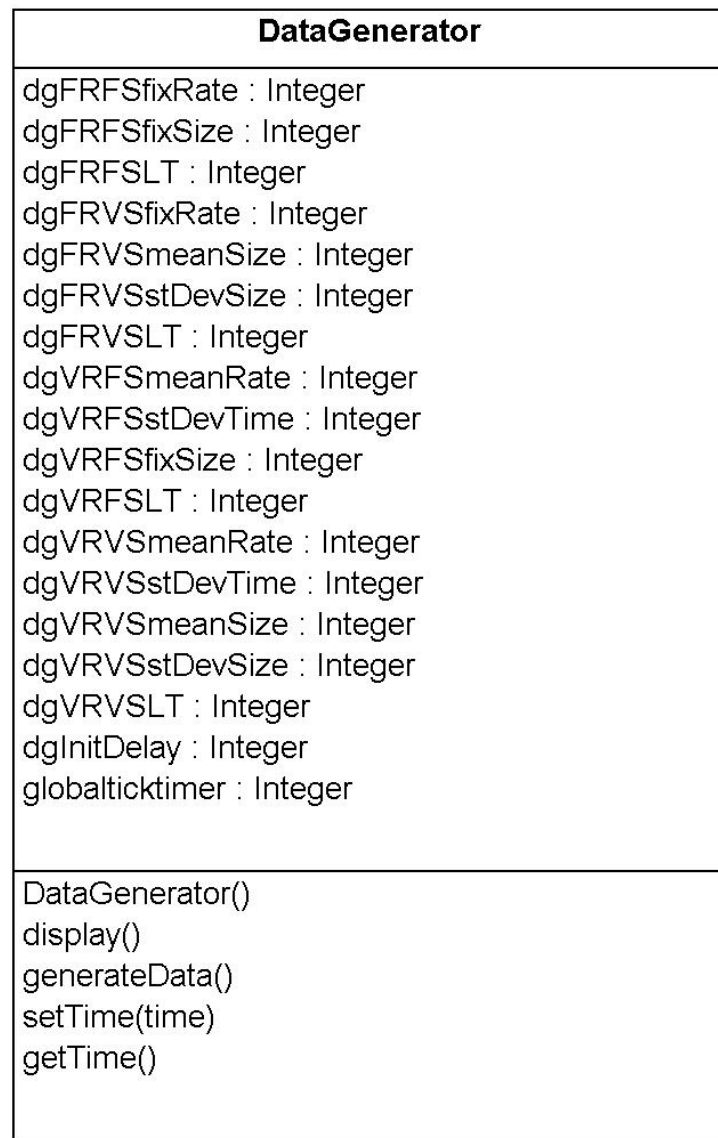 DataGenerator
dgFRFSfixRate : Integer
dgFRFSfixSize : Integer
dgFRFSLT : Integer
dgFRVSfixRate : Integer
dgFRVSmeanSize : Integer
dgFRVSstDevSize : Integer
dgFRVSLT : Integer
dgVRFSmeanRate : Integer
dgVRFSstDevTime : Integer
dgVRFSfixSize : Integer
dgVRFSLT : Integer
dgVRVSmeanRate : Integer
dgVRVSstDevTime : Integer
dgVRVSmeanSize : Integer
dgVRVSstDevSize : Integer
dgVRVSLT : Integer
dgInitDelay : Integer
globalticktimer : Integer
DataGenerator()
display()
generateData()
setTime(time)
getTime()